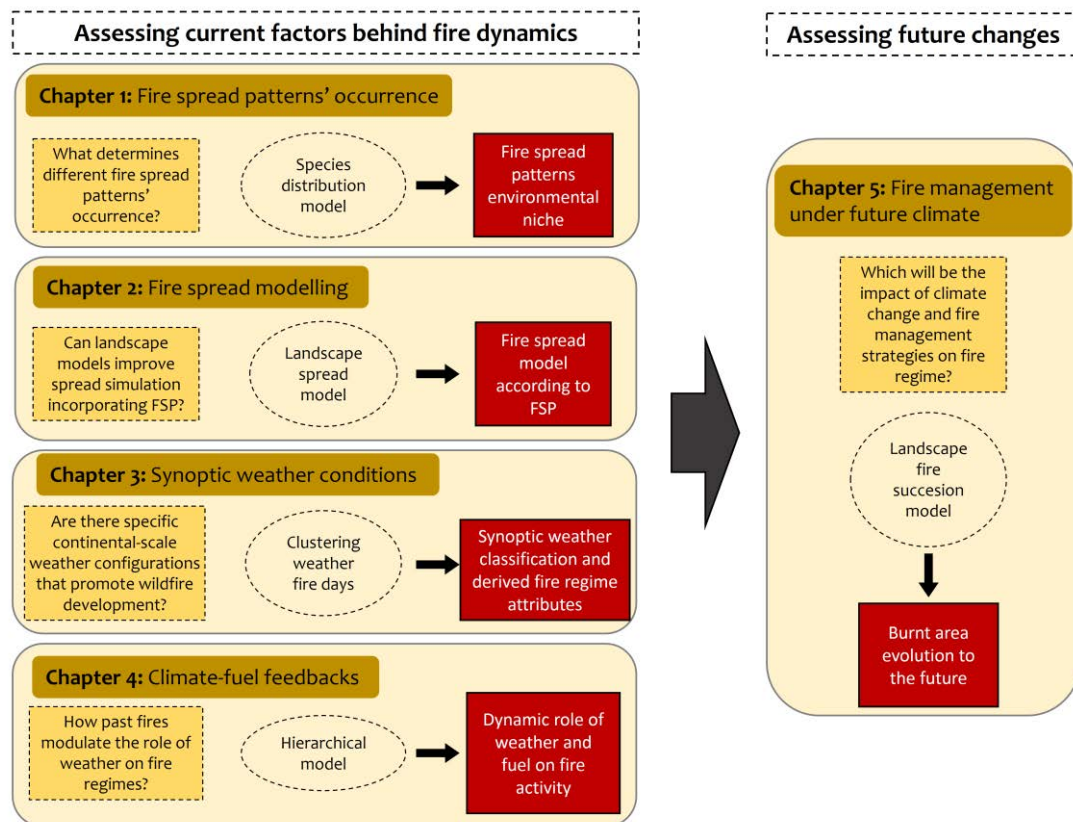 Assessing current factors behind fire dynamics
Assessing future changes
Chapter 1: Fire spread patterns' occurrence
What determines
different fire spread
patterns'
occurrence?
Species
distribution
model
Fire spread
patterns
environmental
niche
Chapter 2: Fire spread modelling
Can landscape
models improve
spread simulation
incorporating FSP?
Landscape
spread
model
Fire spread
model
according to
FSP
Chapter 3: Synoptic weather conditions
Are there specific
continental-scale
weather configurations
that promote wildfire
development?
Clustering
weather
fire days
Synoptic weather
classification and
derived fire regime
attributes
Chapter 4: Climate-fuel feedbacks
How past fires
modulate the role of
weather on fire
regimes?
Hierarchical
model
Dynamic role of
weather and
fuel on fire
activity
Chapter 5: Fire management
under future climate
Which will be the
impact of climate
change and fire
management
strategies on fire
regime?
Landscape
fire
succesion
model
Burnt area
evolution to
the future